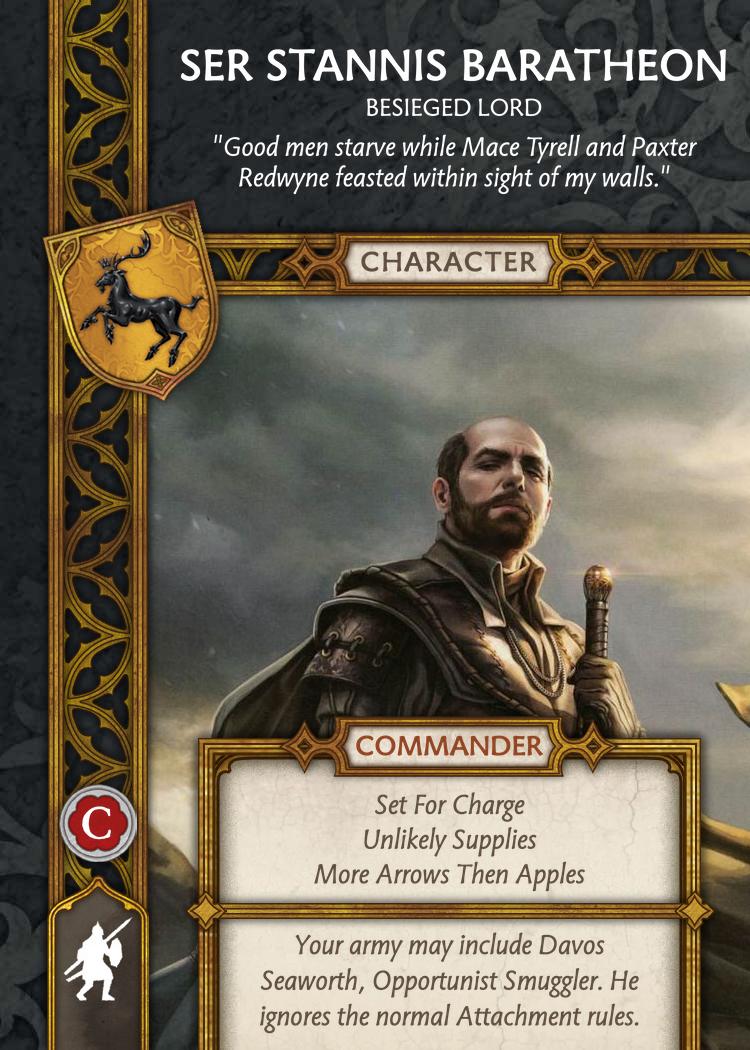 SER STANNIS BARATHEON
BESIEGED LORD
"Good men starve while Mace Tyrell and Paxter
Redwyne feasted within sight of my walls."
CHARACTER
COMMANDER
Set For Charge
Unlikely Supplies
More Arrows Then Apples
C
Your army may include Davos
Seaworth, Opportunist Smuggler. He
ignores the normal Attachment rules.